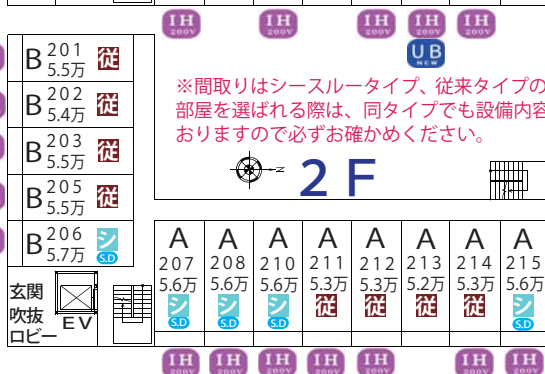 IH 200V IH 200V IH 200V IH 200V IH 200V
UB NEW
B 201 5.5万 従
B 202 5.4万 従
B 203 5.5万 従
B 205 5.5万 従
B 206 5.7万 シ S.D
※間取りはシースルータイプ、従来タイプの
部屋を選ばれる際は、同タイプでも設備内容
おりますので必ずお確かめください。
N
2F
A A A A A A A A
207 208 210 211 212 213 214 215
5.6万 5.6万 5.6万 5.3万 5.3万 5.2万 5.3万 5.6万
シ シ シ 従 従 従 従 シ
S.D S.D S.D S.D
玄関
吹抜
ロビー
EV
IH IH IH IH IH IH IH
200V 200V 200V 200V 200V 200V 200V